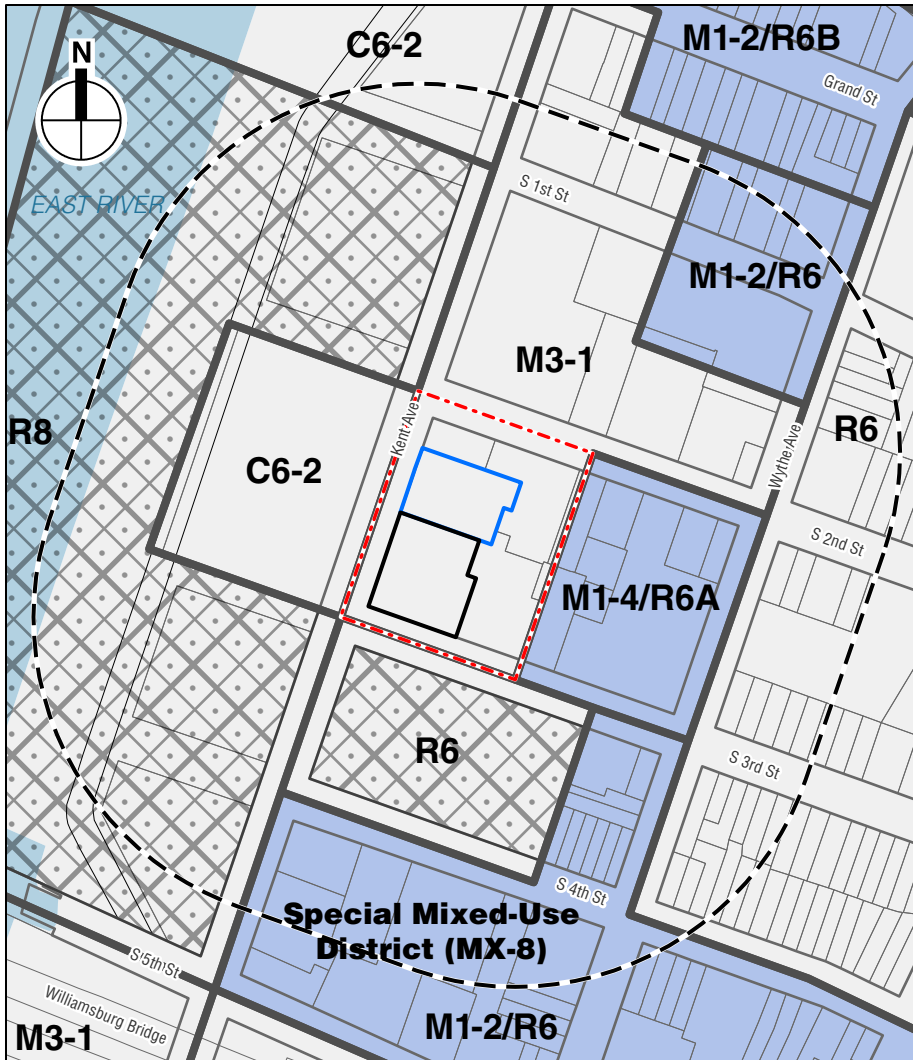 C6-2
M1-2/R6B
N
Grand St
EAST RIVER
S 1st St
M1-2/R6
M3-1
Kent Ave
R8
Wythe Ave
R6
C6-2
S 2nd St
M1-4/R6A
R6
S 3rd St
S 4th St
Special Mixed-Use
District (MX-8)
S 5th St
Williamsburg Bridge
M1-2/R6
M3-1